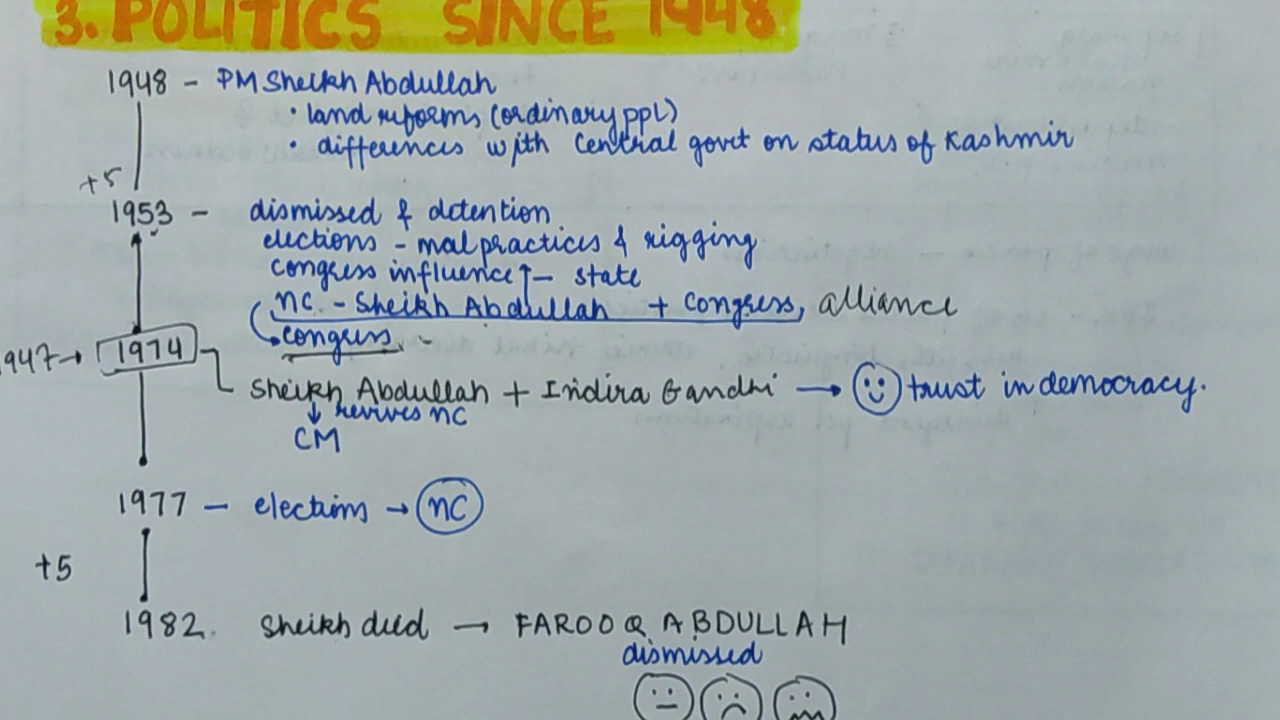 3. POLITICS SINCE 1948
1948 - PM Sheikh Abdullah
• land reforms (ordinary ppl)
• differences with Central govt on status of Kashmir
+5
1953 - dismissed & detention
elections - malpractices & rigging
congress influence ↑ - state
NC - Sheikh Abdullah + congress, alliance
congress -
1947 → 1974
Sheikh Abdullah + Indira Gandhi → trust in democracy.
↓ revives NC
CM
1977 - elections → NC
+5
1982. Sheikh died → FAROOQ ABDULLAH
dismissed